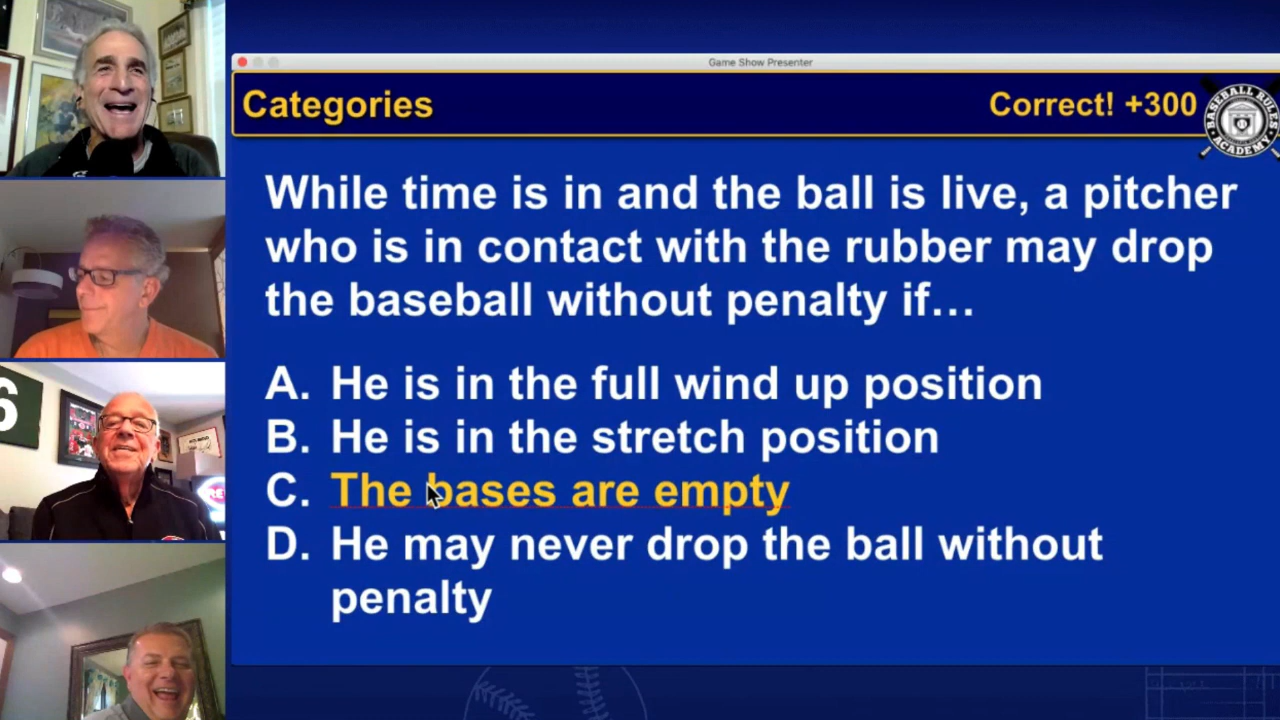 Game Show Presenter
Categories
Correct! +300
BASEBALL RULES
ACADEMY
While time is in and the ball is live, a pitcher
who is in contact with the rubber may drop
the baseball without penalty if…
A. He is in the full wind up position
B. He is in the stretch position
C. The bases are empty
D. He may never drop the ball without
penalty
6